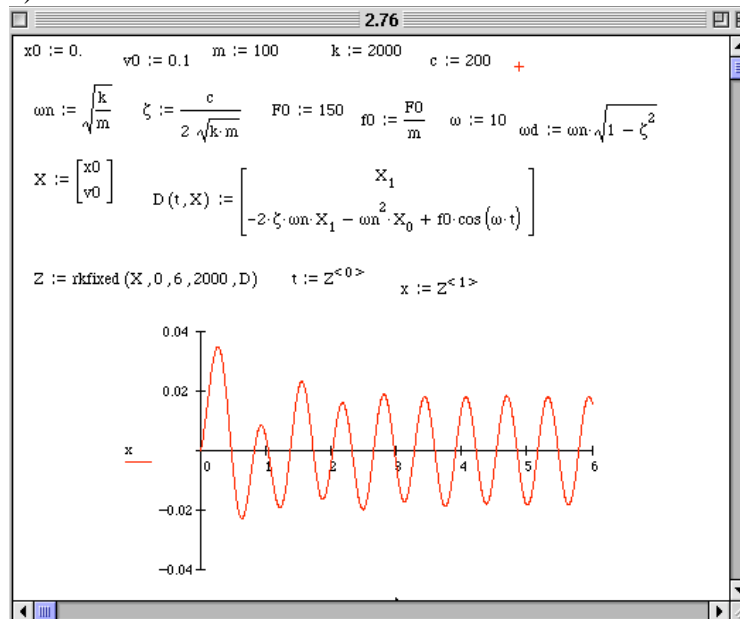 )
2.76
x0 := 0.   v0 := 0.1   m := 100   k := 2000   c := 200   +
ωn := √(k/m)   ζ := c/(2 √(k·m))   F0 := 150   f0 := F0/m   ω := 10   ωd := ωn·√(1 − ζ²)
X := [x0 v0]   D(t,X) := [X₁ −2·ζ·ωn·X₁ − ωn²·X₀ + f0·cos(ω·t)]
Z := rkfixed(X,0,6,2000,D)   t := Z<0>   x := Z<1>
0.04
0.02
x
0 1 2 3 4 5 6
−0.02
−0.04